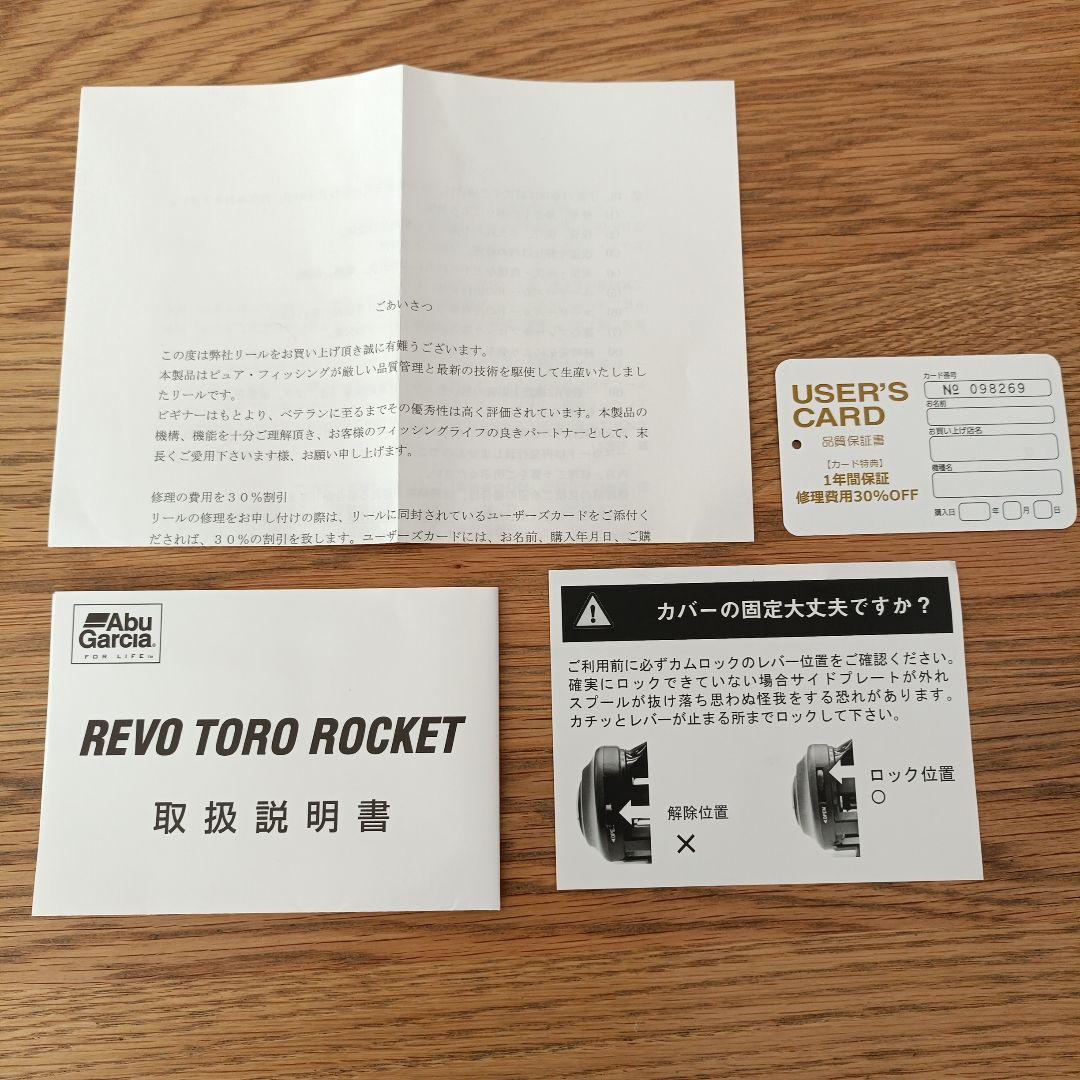 ごあいさつ
この度は弊社リールをお買い上げ頂き誠に有難うございます。
本製品はピュア・フィッシングが厳しい品質管理と最新の技術を駆使して生産いたしまし
たリールです。
ビギナーはもとより、ベテランに至るまでその優秀性は高く評価されています。本製品の
機構、機能を十分ご理解頂き、お客様のフィッシングライフの良きパートナーとして、末
長くご愛用下さいます様、お願い申し上げます。
修理の費用を30%割引
リールの修理をお申し付けの際は、リールに同封されているユーザーズカードをご添付く
だされば、30%の割引を致します。ユーザーズカードには、お名前、購入年月日、ご購
USER'S
CARD
品質保証書
【カード特典】
1年間保証
修理費用30%OFF
カード番号
№ 098269
お名前
お買い上げ店名
機種名
購入日 年 月 日
Abu
Garcia®
FOR LIFE™
REVO TORO ROCKET
取扱説明書
カバーの固定大丈夫ですか？
ご利用前に必ずカムロックのレバー位置をご確認ください。
確実にロックできていない場合サイドプレートが外れ
スプールが抜け落ち思わぬ怪我をする恐れがあります。
カチッとレバーが止まる所までロックして下さい。
解除位置
×
ロック位置
○